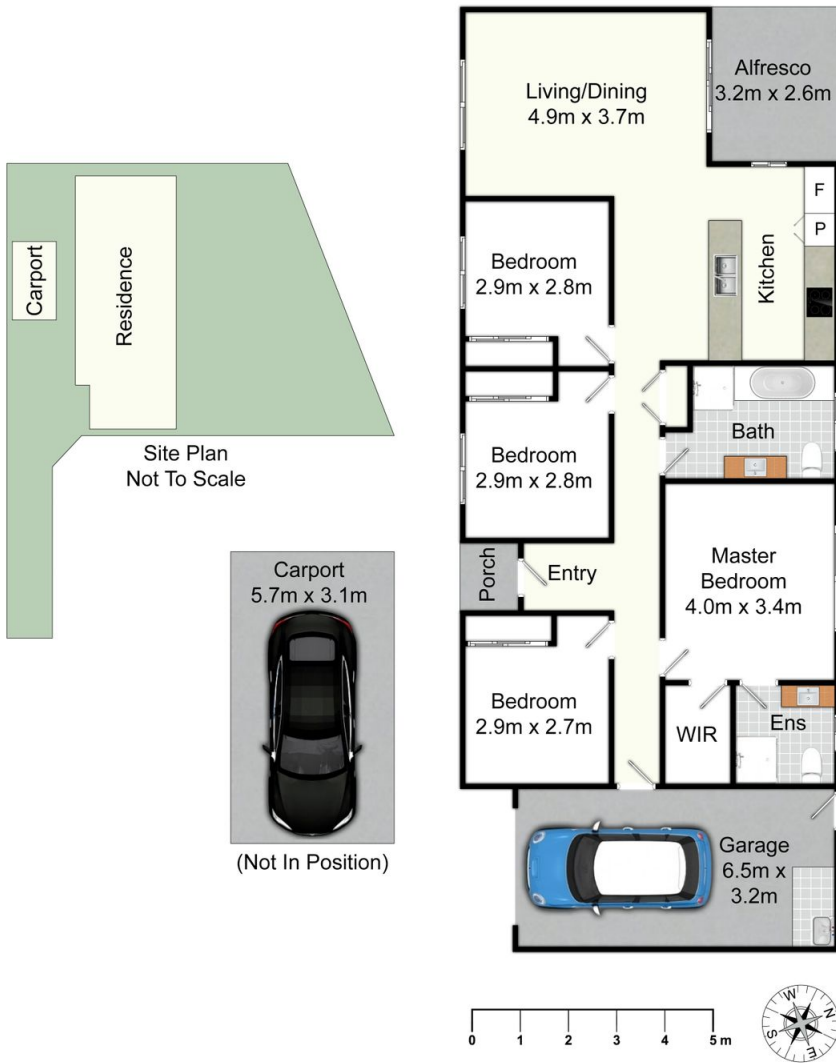 Living/Dining
4.9m x 3.7m
Alfresco
3.2m x 2.6m
F
P
Kitchen
Bedroom
2.9m x 2.8m
Carport
Residence
Site Plan
Not To Scale
Bath
Bedroom
2.9m x 2.8m
Porch
Entry
Master
Bedroom
4.0m x 3.4m
Carport
5.7m x 3.1m
(Not In Position)
Bedroom
2.9m x 2.7m
WIR
Ens
Garage
6.5m x
3.2m
0 1 2 3 4 5 m
W
N
S
E